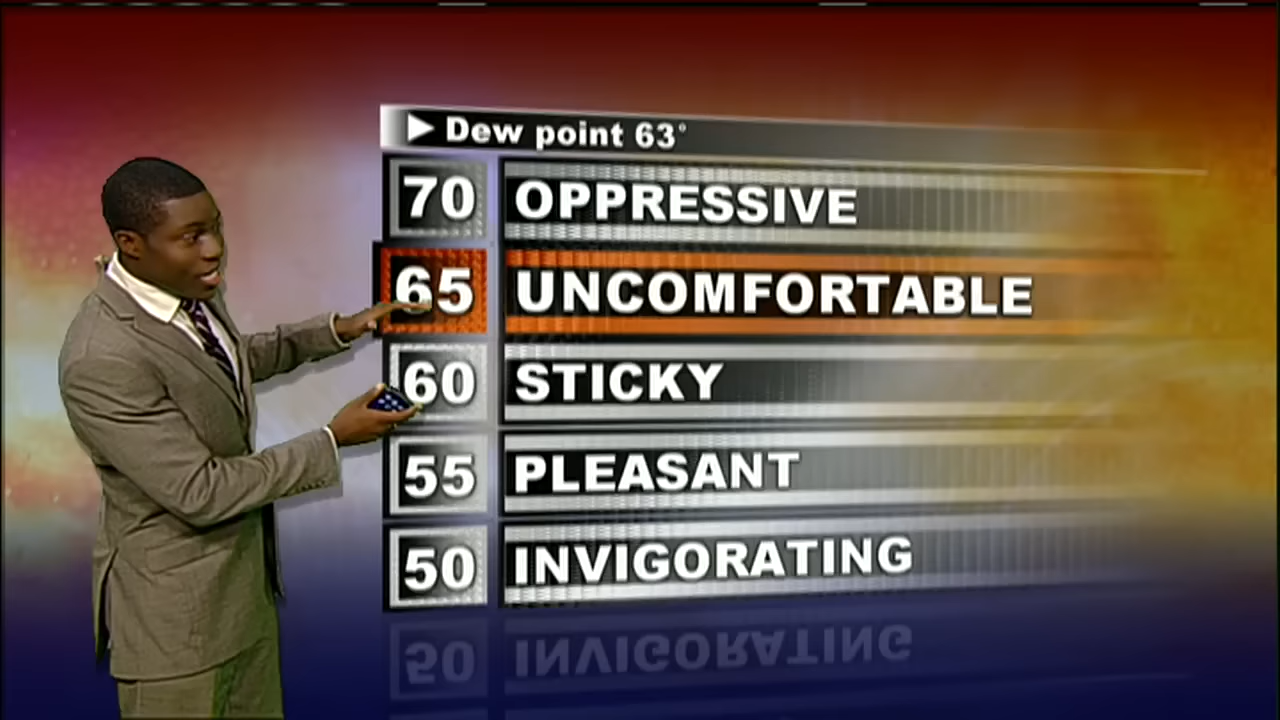 Dew point 63°
70 OPPRESSIVE
65 UNCOMFORTABLE
60 STICKY
55 PLEASANT
50 INVIGORATING